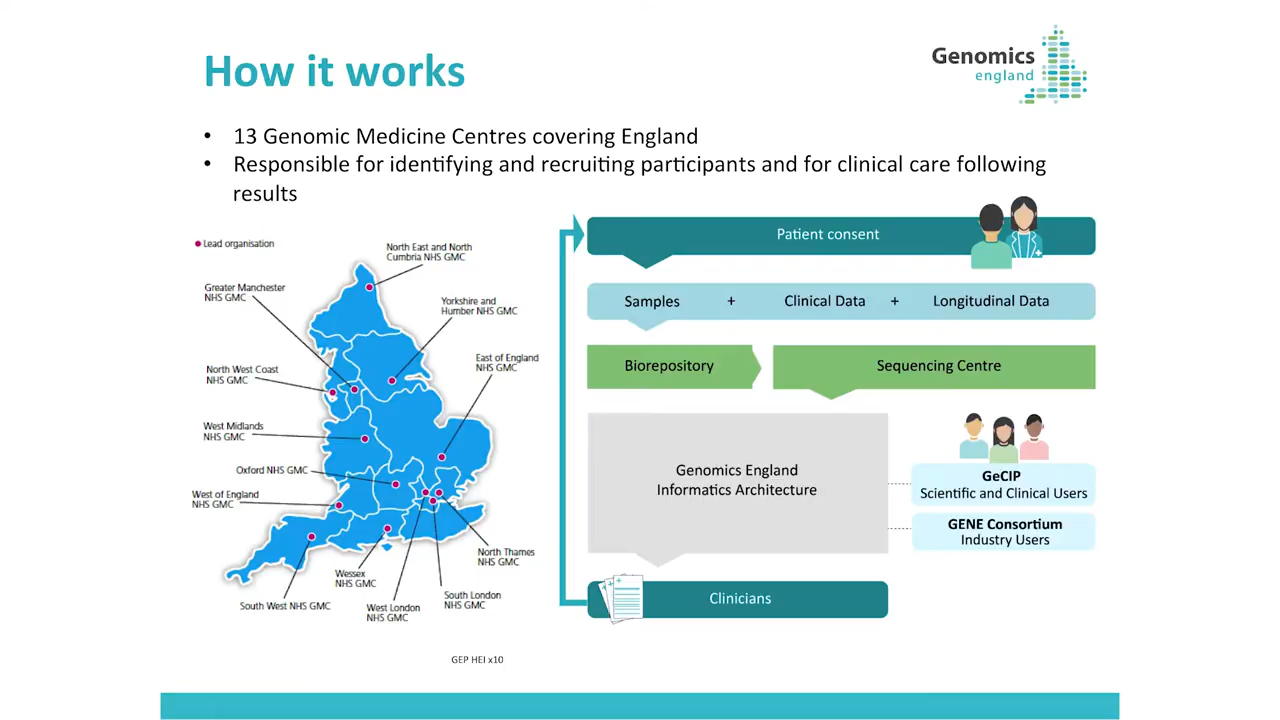 How it works
Genomics
england
• 13 Genomic Medicine Centres covering England
• Responsible for identifying and recruiting participants and for clinical care following
results
Lead organisation
North East and North
Cumbria NHS GMC
Greater Manchester
NHS GMC
Yorkshire and
Humber NHS GMC
East of England
NHS GMC
North West Coast
NHS GMC
West Midlands
NHS GMC
Oxford NHS GMC
West of England
NHS GMC
North Thames
NHS GMC
Wessex
NHS GMC
South London
NHS GMC
South West NHS GMC
West London
NHS GMC
Patient consent
Samples + Clinical Data + Longitudinal Data
Biorepository
Sequencing Centre
Genomics England
Informatics Architecture
GeCIP
Scientific and Clinical Users
GENE Consortium
Industry Users
Clinicians
GEP HEI x10